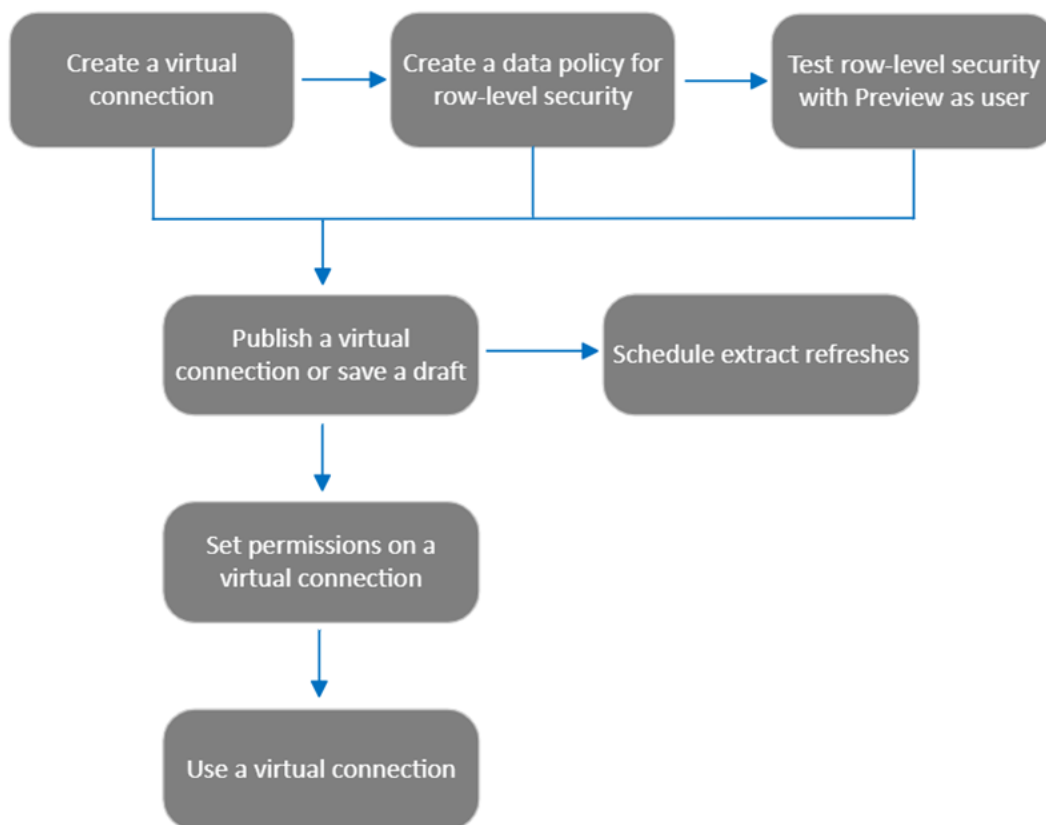 Create a virtual
connection
Create a data policy for
row-level security
Test row-level security
with Preview as user
Publish a virtual
connection or save a draft
Schedule extract refreshes
Set permissions on a
virtual connection
Use a virtual connection